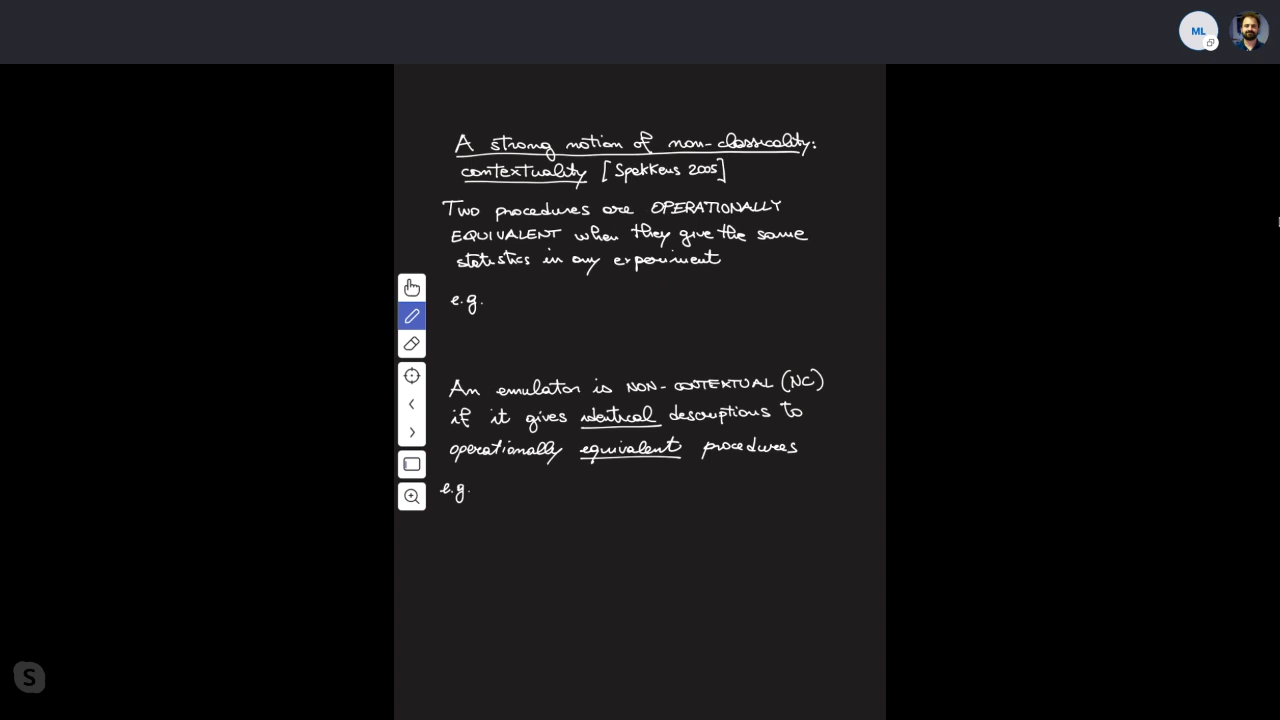 ML
A strong notion of non-classicality:
contextuality [Spekkens 2005]
Two procedures are OPERATIONALLY
EQUIVALENT when they give the same
statistics in any experiment
e.g.
An emulator is NON-CONTEXTUAL (NC)
if it gives identical descriptions to
operationally equivalent procedures
e.g.
S